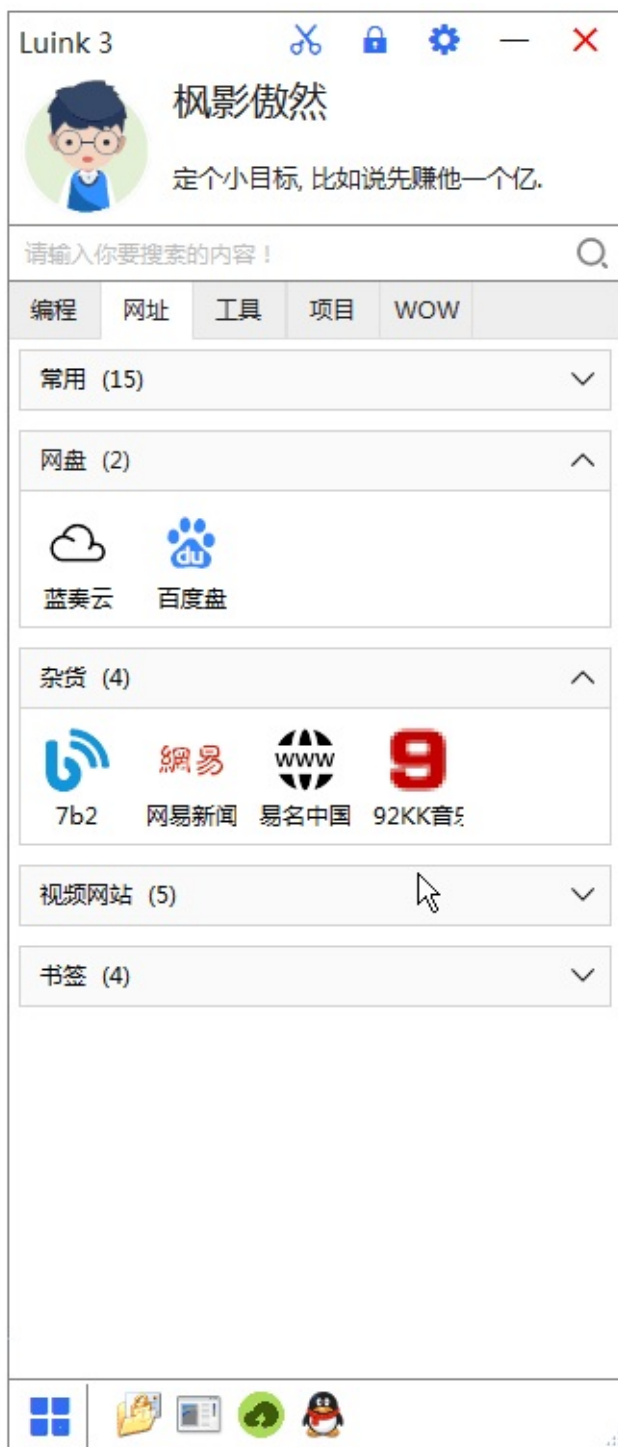 Luink 3
枫影傲然
定个小目标, 比如说先赚他一个亿.
请输入你要搜索的内容！
编程 网址 工具 项目 WOW
常用 (15)
网盘 (2)
du
蓝奏云 百度盘
杂货 (4)
網易 www 9
7b2 网易新闻 易名中国 92KK音乐
视频网站 (5)
书签 (4)